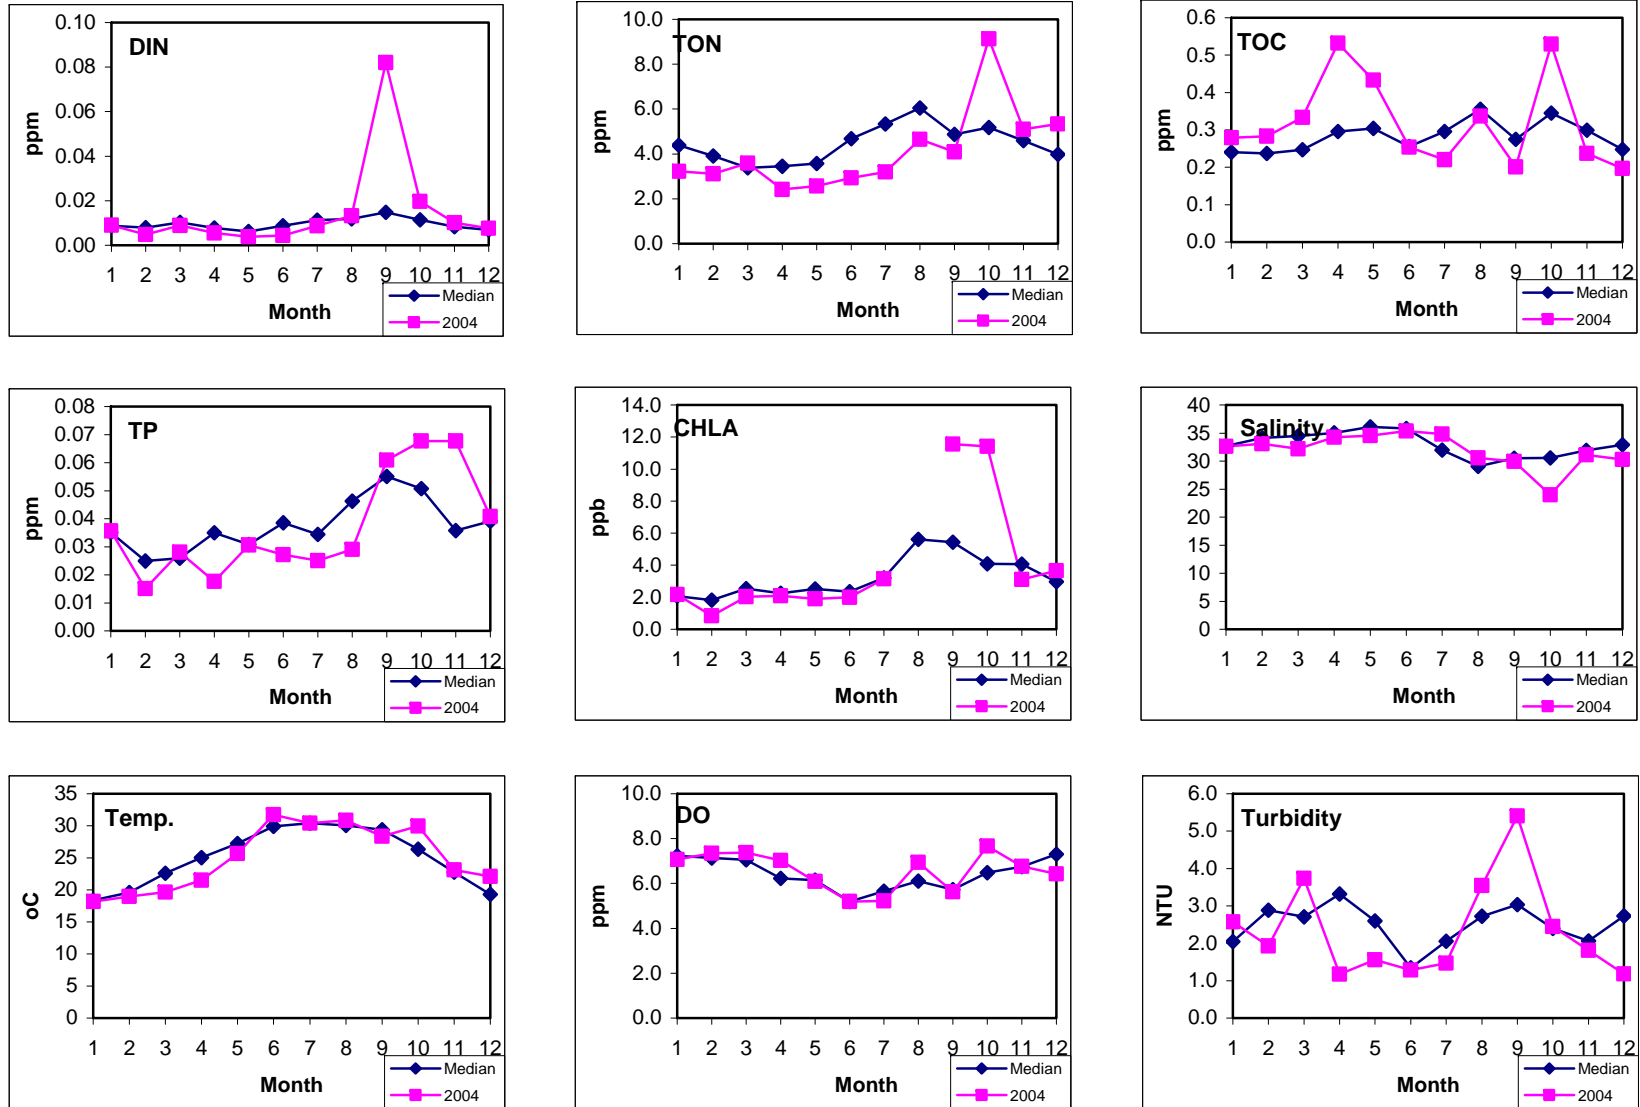 DIN
0.10
0.08
0.06
0.04
0.02
0.00
ppm
1 2 3 4 5 6 7 8 9 10 11 12
Month
Median
2004
TON
10.0
8.0
6.0
4.0
2.0
0.0
ppm
1 2 3 4 5 6 7 8 9 10 11 12
Month
Median
2004
TOC
0.6
0.5
0.4
0.3
0.2
0.1
0.0
ppm
1 2 3 4 5 6 7 8 9 10 11 12
Month
Median
2004
TP
0.08
0.07
0.06
0.05
0.04
0.03
0.02
0.01
0.00
ppm
1 2 3 4 5 6 7 8 9 10 11 12
Month
Median
2004
CHLA
14.0
12.0
10.0
8.0
6.0
4.0
2.0
0.0
ppb
1 2 3 4 5 6 7 8 9 10 11 12
Month
Median
2004
Salinity
40
35
30
25
20
15
10
5
0
1 2 3 4 5 6 7 8 9 10 11 12
Month
Median
2004
Temp.
35
30
25
20
15
10
5
0
oC
1 2 3 4 5 6 7 8 9 10 11 12
Month
Median
2004
DO
10.0
8.0
6.0
4.0
2.0
0.0
ppm
1 2 3 4 5 6 7 8 9 10 11 12
Month
Median
2004
Turbidity
6.0
5.0
4.0
3.0
2.0
1.0
0.0
NTU
1 2 3 4 5 6 7 8 9 10 11 12
Month
Median
2004